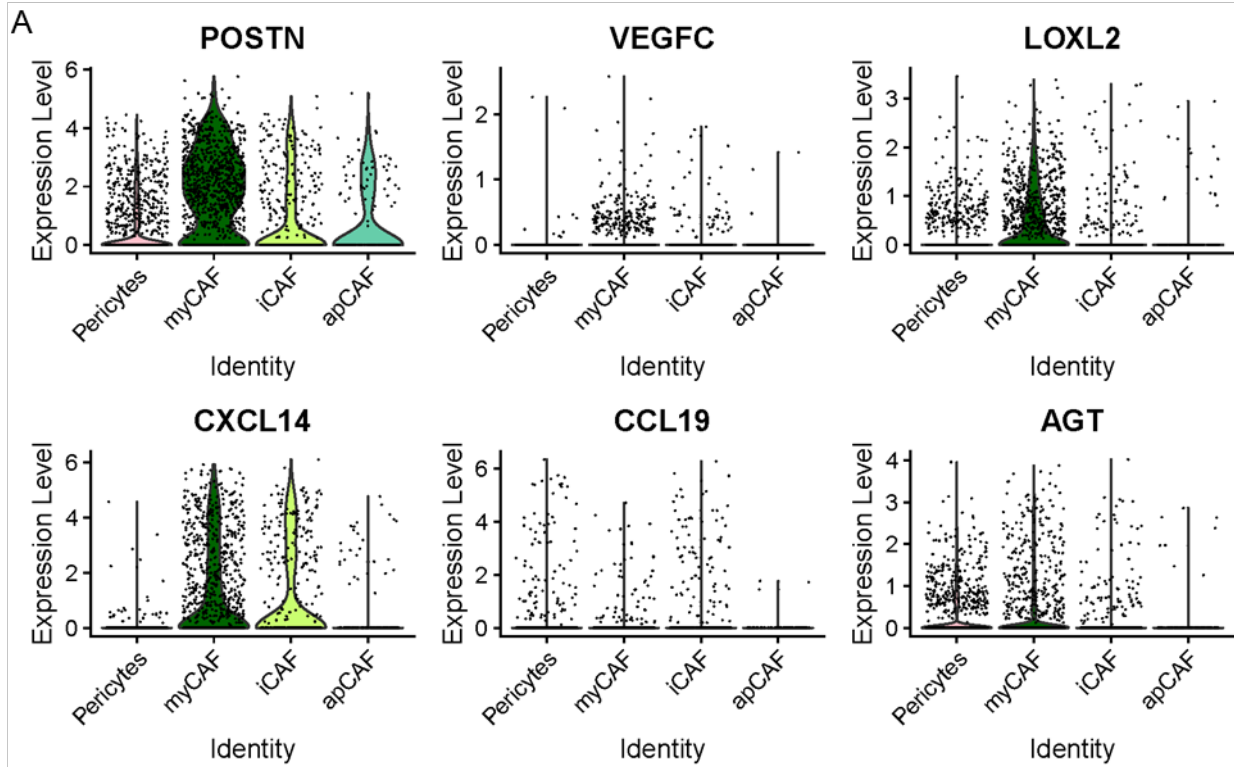 A
POSTN
VEGFC
LOXL2
Expression Level
6
4
2
0
Pericytes
myCAF
iCAF
apCAF
Identity
Expression Level
2
1
0
Pericytes
myCAF
iCAF
apCAF
Identity
Expression Level
3
2
1
0
Pericytes
myCAF
iCAF
apCAF
Identity
CXCL14
CCL19
AGT
Expression Level
6
4
2
0
Pericytes
myCAF
iCAF
apCAF
Identity
Expression Level
6
4
2
0
Pericytes
myCAF
iCAF
apCAF
Identity
Expression Level
4
3
2
1
0
Pericytes
myCAF
iCAF
apCAF
Identity